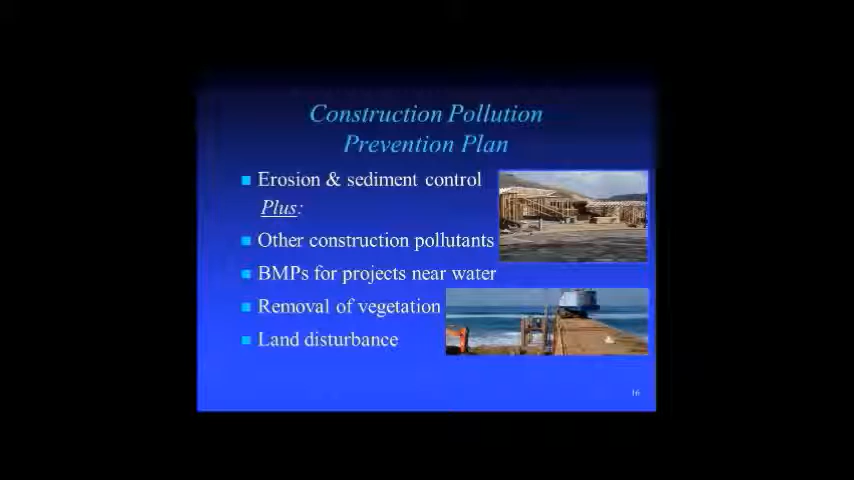 Construction Pollution
Prevention Plan
Erosion & sediment control
Plus:
Other construction pollutants
BMPs for projects near water
Removal of vegetation
Land disturbance
16